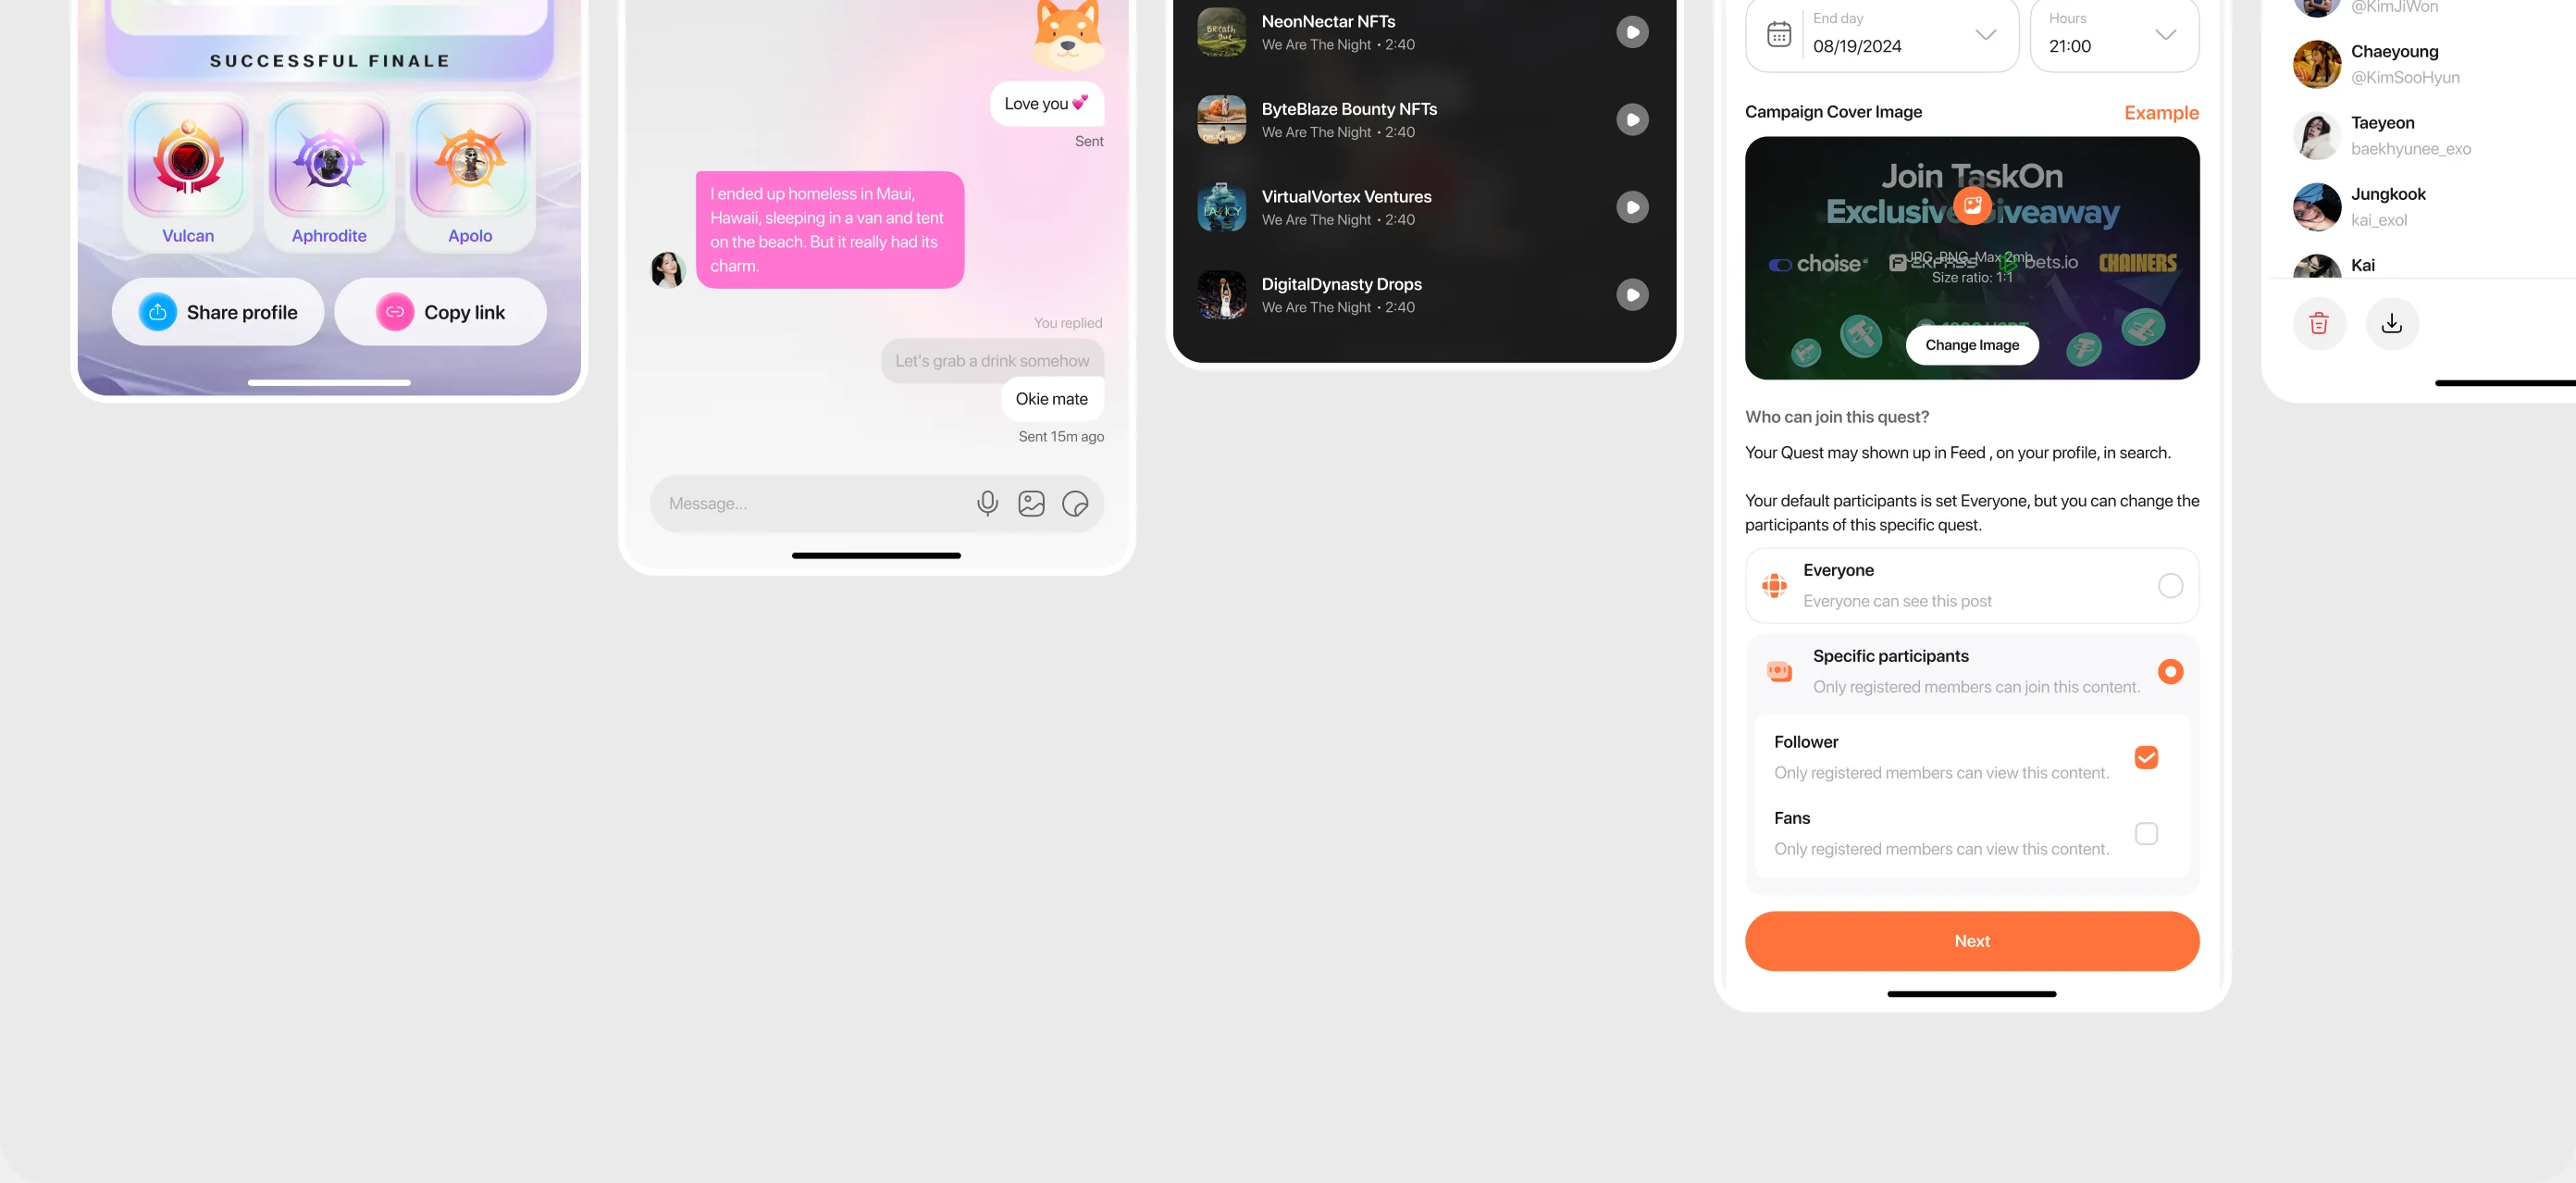 BREATH
OUT
SUCCESSFUL FINALE
Vulcan
Aphrodite
Apolo
Share profile
Copy link
Love you 💕
Sent
I ended up homeless in Maui,
Hawaii, sleeping in a van and tent
on the beach. But it really had its
charm.
You replied
Let's grab a drink somehow
Okie mate
Sent 15m ago
Message...
NeonNectar NFTs
We Are The Night • 2:40
ByteBlaze Bounty NFTs
We Are The Night • 2:40
VirtualVortex Ventures
We Are The Night • 2:40
DigitalDynasty Drops
We Are The Night • 2:40
End day
08/19/2024
Hours
21:00
Campaign Cover Image
Example
Join TaskOn
Exclusive Giveaway
choise
bets.io
CHAINERS
JPG, PNG, Max 2mb,
Size ratio: 1:1
Change Image
Who can join this quest?
Your Quest may shown up in Feed , on your profile, in search.
Your default participants is set Everyone, but you can change the
participants of this specific quest.
Everyone
Everyone can see this post
Specific participants
Only registered members can join this content.
Follower
Only registered members can view this content.
Fans
Only registered members can view this content.
Next
@KimJiWon
Chaeyoung
@KimSooHyun
Taeyeon
baekhyunee_exo
Jungkook
kai_exol
Kai